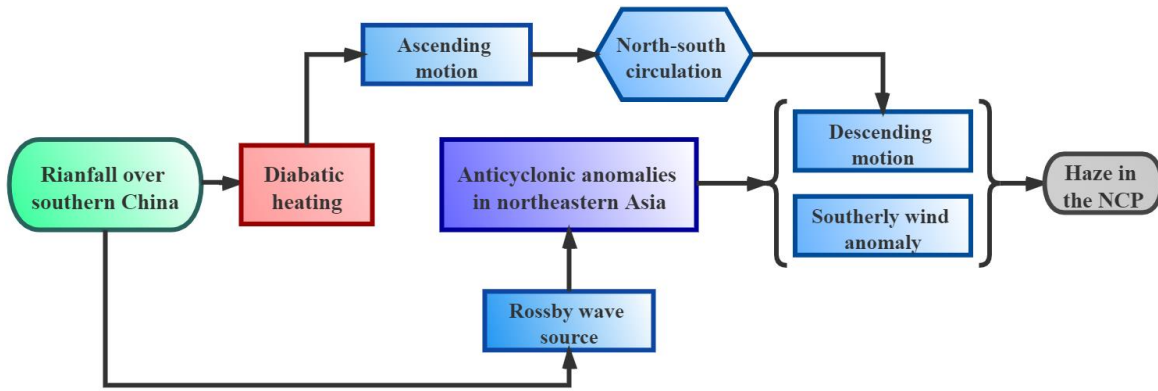 Rianfall over
southern China
Diabatic
heating
Ascending
motion
North-south
circulation
Anticyclonic anomalies
in northeastern Asia
Rossby wave
source
Descending
motion
Southerly wind
anomaly
Haze in
the NCP